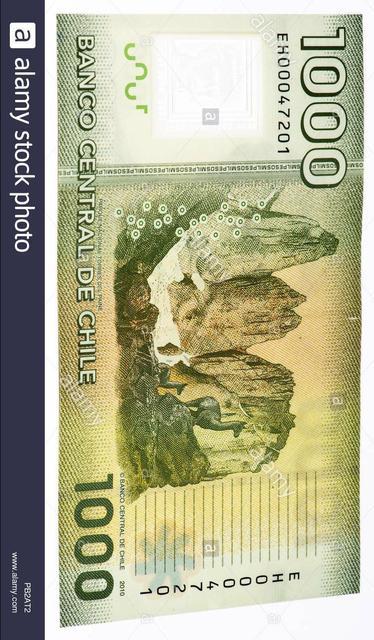 1000
EH00047201
BANCO CENTRAL DE CHILE
© BANCO CENTRAL DE CHILE 2010
EH00047201
1000
a alamy stock photo
PB2AT2
www.alamy.com